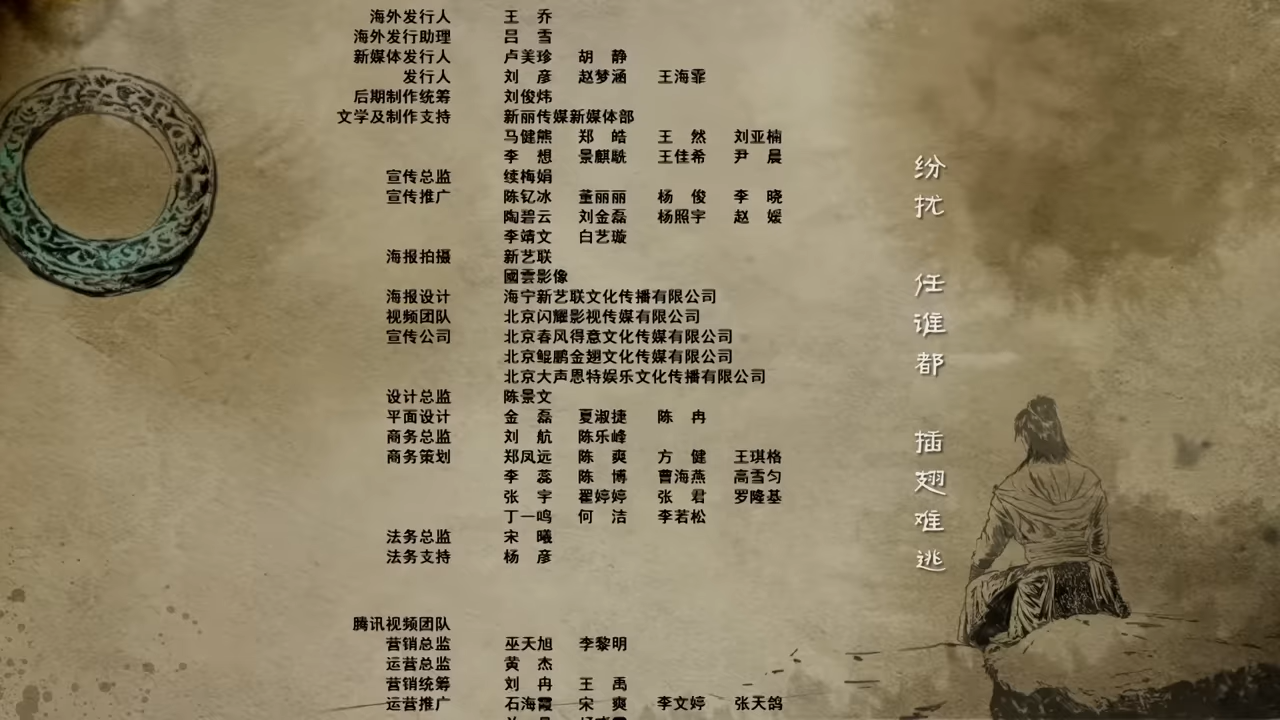 海外发行人 王 乔
海外发行助理 吕 雪
新媒体发行人 卢美珍 胡 静
发行人 刘 彦 赵梦涵 王海霏
后期制作统筹 刘俊炜
文学及制作支持 新丽传媒新媒体部
马健熊 郑 皓 王 然 刘亚楠
李 想 景麒駪 王佳希 尹 晨
宣传总监 续梅娟
宣传推广 陈钇冰 董丽丽 杨 俊 李 晓
陶碧云 刘金磊 杨照宇 赵 媛
李靖文 白艺璇
海报拍摄 新艺联
國雲影像
海报设计 海宁新艺联文化传播有限公司
视频团队 北京闪耀影视传媒有限公司
宣传公司 北京春风得意文化传媒有限公司
北京鲲鹏金翅文化传媒有限公司
北京大声恩特娱乐文化传播有限公司
设计总监 陈景文
平面设计 金 磊 夏淑捷 陈 冉
商务总监 刘 航 陈乐峰
商务策划 郑凤远 陈 爽 方 健 王琪格
李 蕊 陈 博 曹海燕 高雪匀
张 宇 翟婷婷 张 君 罗隆基
丁一鸣 何 洁 李若松
法务总监 宋 曦
法务支持 杨 彦
腾讯视频团队
营销总监 巫天旭 李黎明
运营总监 黄 杰
营销统筹 刘 冉 王 禹
运营推广 石海霞 宋 爽 李文婷 张天鸽
纷扰 任谁都 插翅难逃